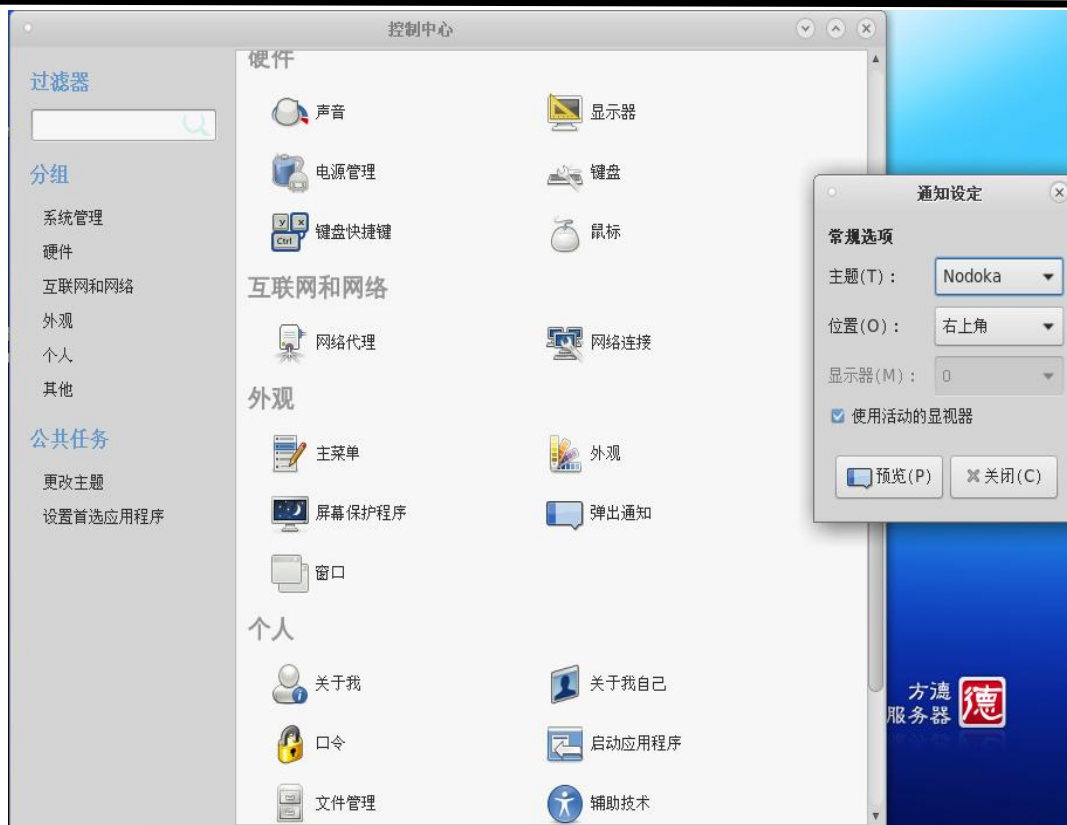 控制中心
过滤器
分组
系统管理
硬件
互联网和网络
外观
个人
其他
公共任务
更改主题
设置首选应用程序
硬件
声音
显示器
电源管理
键盘
键盘快捷键
鼠标
互联网和网络
网络代理
网络连接
外观
主菜单
外观
屏幕保护程序
弹出通知
窗口
个人
关于我
关于我自己
口令
启动应用程序
文件管理
辅助技术
通知设定
常规选项
主题(T)： Nodoka
位置(O)： 右上角
显示器(M)： 0
使用活动的显视器
预览(P)
关闭(C)
方德
服务器
德